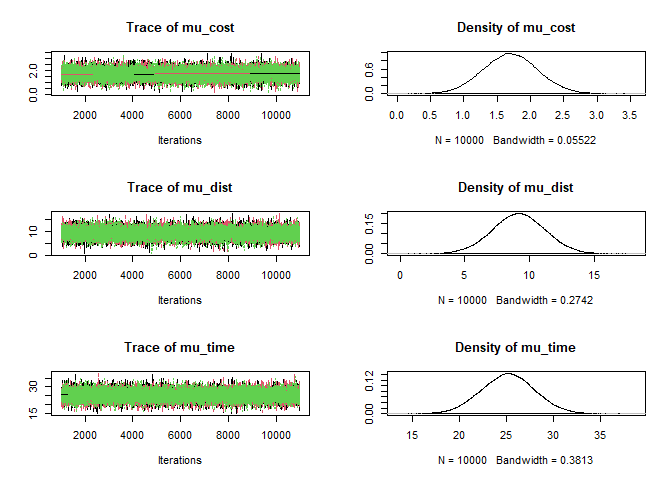 Trace of mu_cost
0.0 2.0
2000 4000 6000 8000 10000
Iterations
Density of mu_cost
0.0 0.6
0.0 0.5 1.0 1.5 2.0 2.5 3.0 3.5
N = 10000 Bandwidth = 0.05522
Trace of mu_dist
0 10
2000 4000 6000 8000 10000
Iterations
Density of mu_dist
0.00 0.15
0 5 10 15
N = 10000 Bandwidth = 0.2742
Trace of mu_time
15 30
2000 4000 6000 8000 10000
Iterations
Density of mu_time
0.00 0.12
15 20 25 30 35
N = 10000 Bandwidth = 0.3813